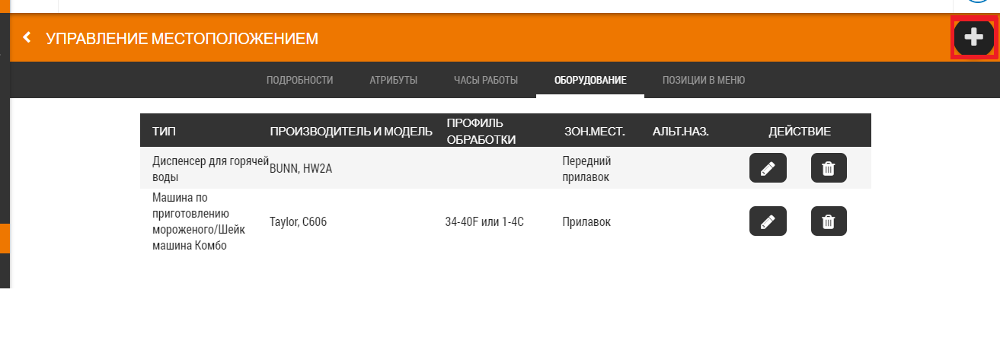 УПРАВЛЕНИЕ МЕСТОПОЛОЖЕНИЕМ
ПОДРОБНОСТИ АТРИБУТЫ ЧАСЫ РАБОТЫ ОБОРУДОВАНИЕ ПОЗИЦИИ В МЕНЮ
ТИП ПРОИЗВОДИТЕЛЬ И МОДЕЛЬ ПРОФИЛЬ ОБРАБОТКИ ЗОН.МЕСТ. АЛЬТ.НАЗ. ДЕЙСТВИЕ
Диспенсер для горячей
воды
BUNN, HW2A
Передний
прилавок
Машина по
приготовлению
мороженого/Шейк
машина Комбо
Taylor, C606
34-40F или 1-4C
Прилавок